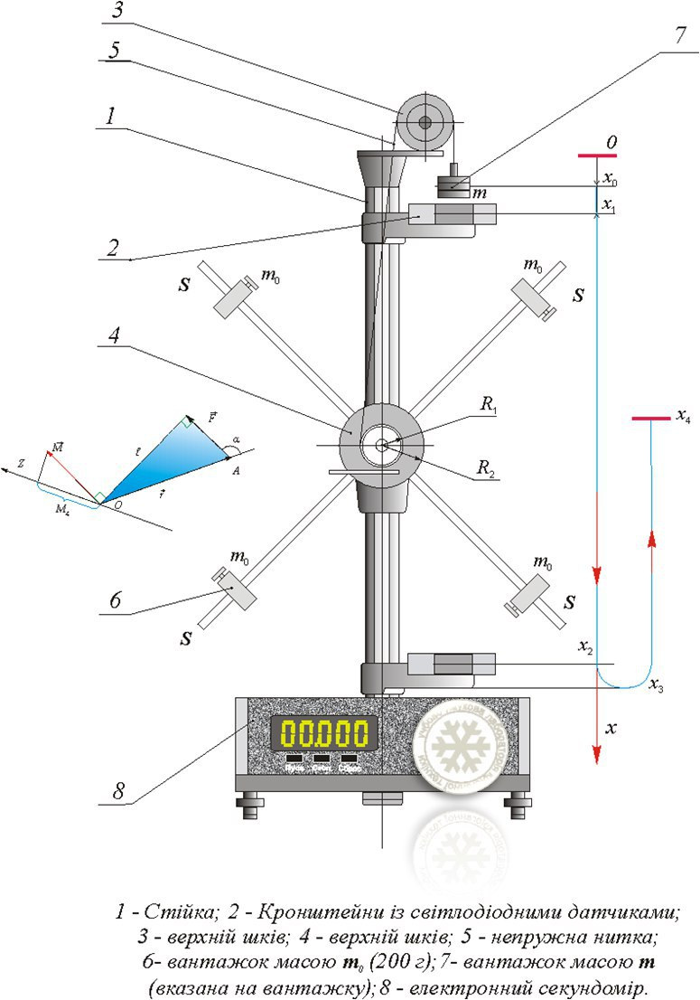 3
5
7
1
0
x₀
m
x₁
2
m₀
m₀
S
S
4
R₁
x₄
R₂
F⃗
α
M⃗
ℓ
Z
A
r⃗
O
M₄
m₀
m₀
6
S
S
x₂
x₃
x
00.000
8
1 - Стійка; 2 - Кронштейни із світлодіодними датчиками;
3 - верхній шків; 4 - верхній шків; 5 - непружна нитка;
6- вантажок масою m₀ (200 г); 7- вантажок масою m
(вказана на вантажку); 8 - електронний секундомір.